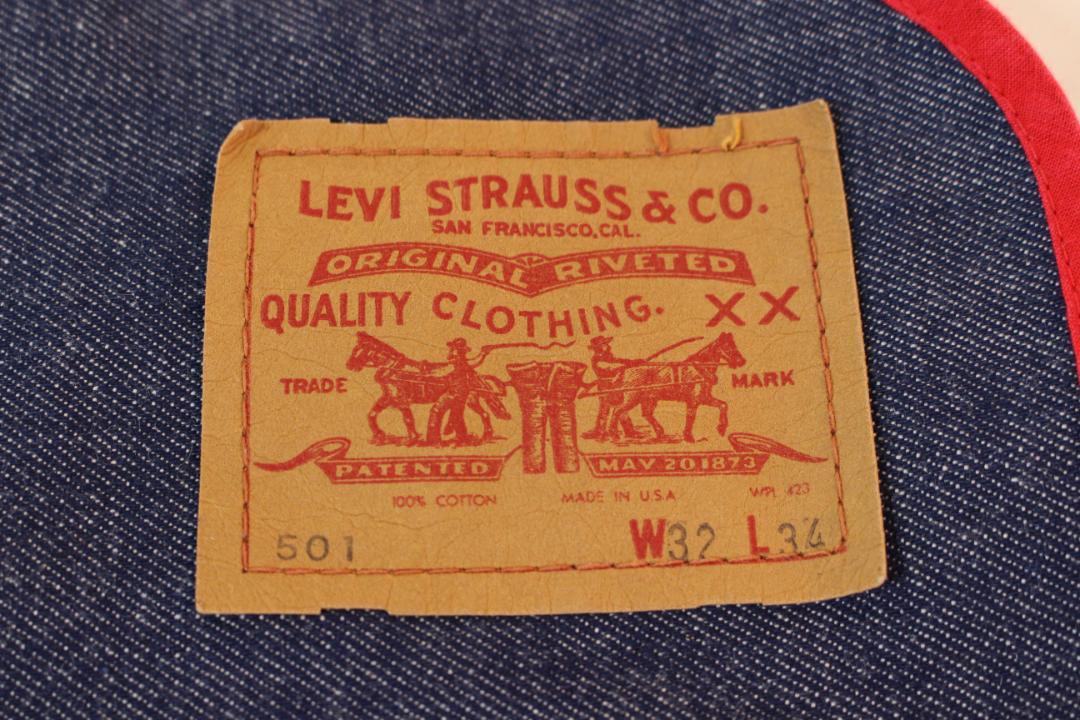 LEVI STRAUSS & CO.
SAN FRANCISCO, CAL.
ORIGINAL RIVETED
QUALITY CLOTHING. XX
TRADE MARK
PATENTED MAY 20 1873
100% COTTON MADE IN U.S.A WPL 423
501 W32 L34